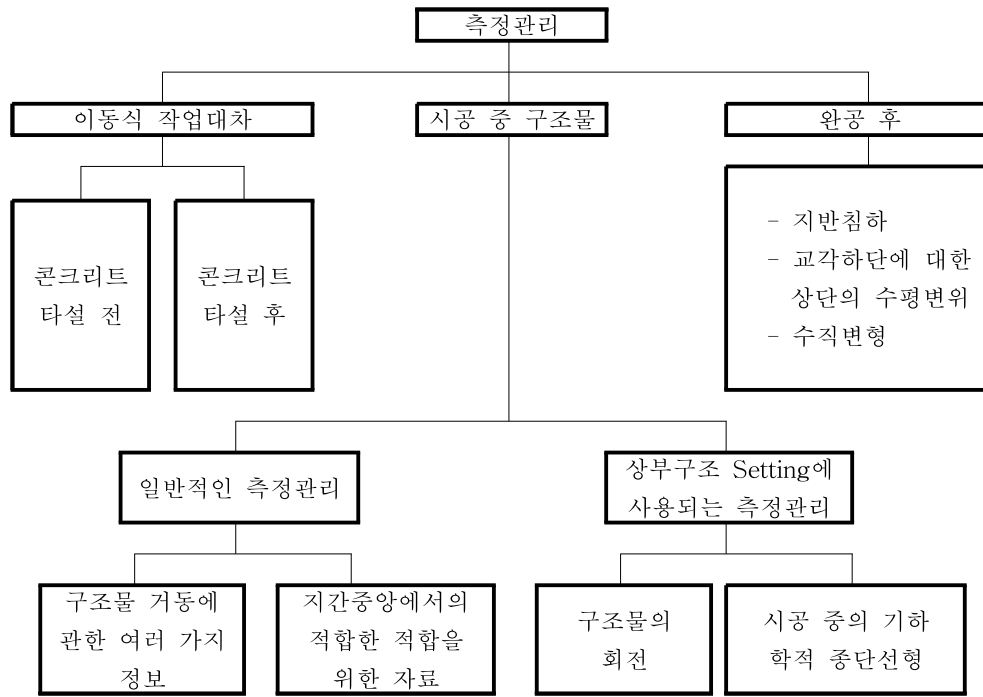 측정관리
이동식 작업대차
시공 중 구조물
완공 후
콘크리트
타설 전
콘크리트
타설 후
- 지반침하
- 교각하단에 대한
상단의 수평변위
- 수직변형
일반적인 측정관리
상부구조 Setting에
사용되는 측정관리
구조물 거동에
관한 여러 가지
정보
지간중앙에서의
적합한 적합을
위한 자료
구조물의
회전
시공 중의 기하
학적 종단선형